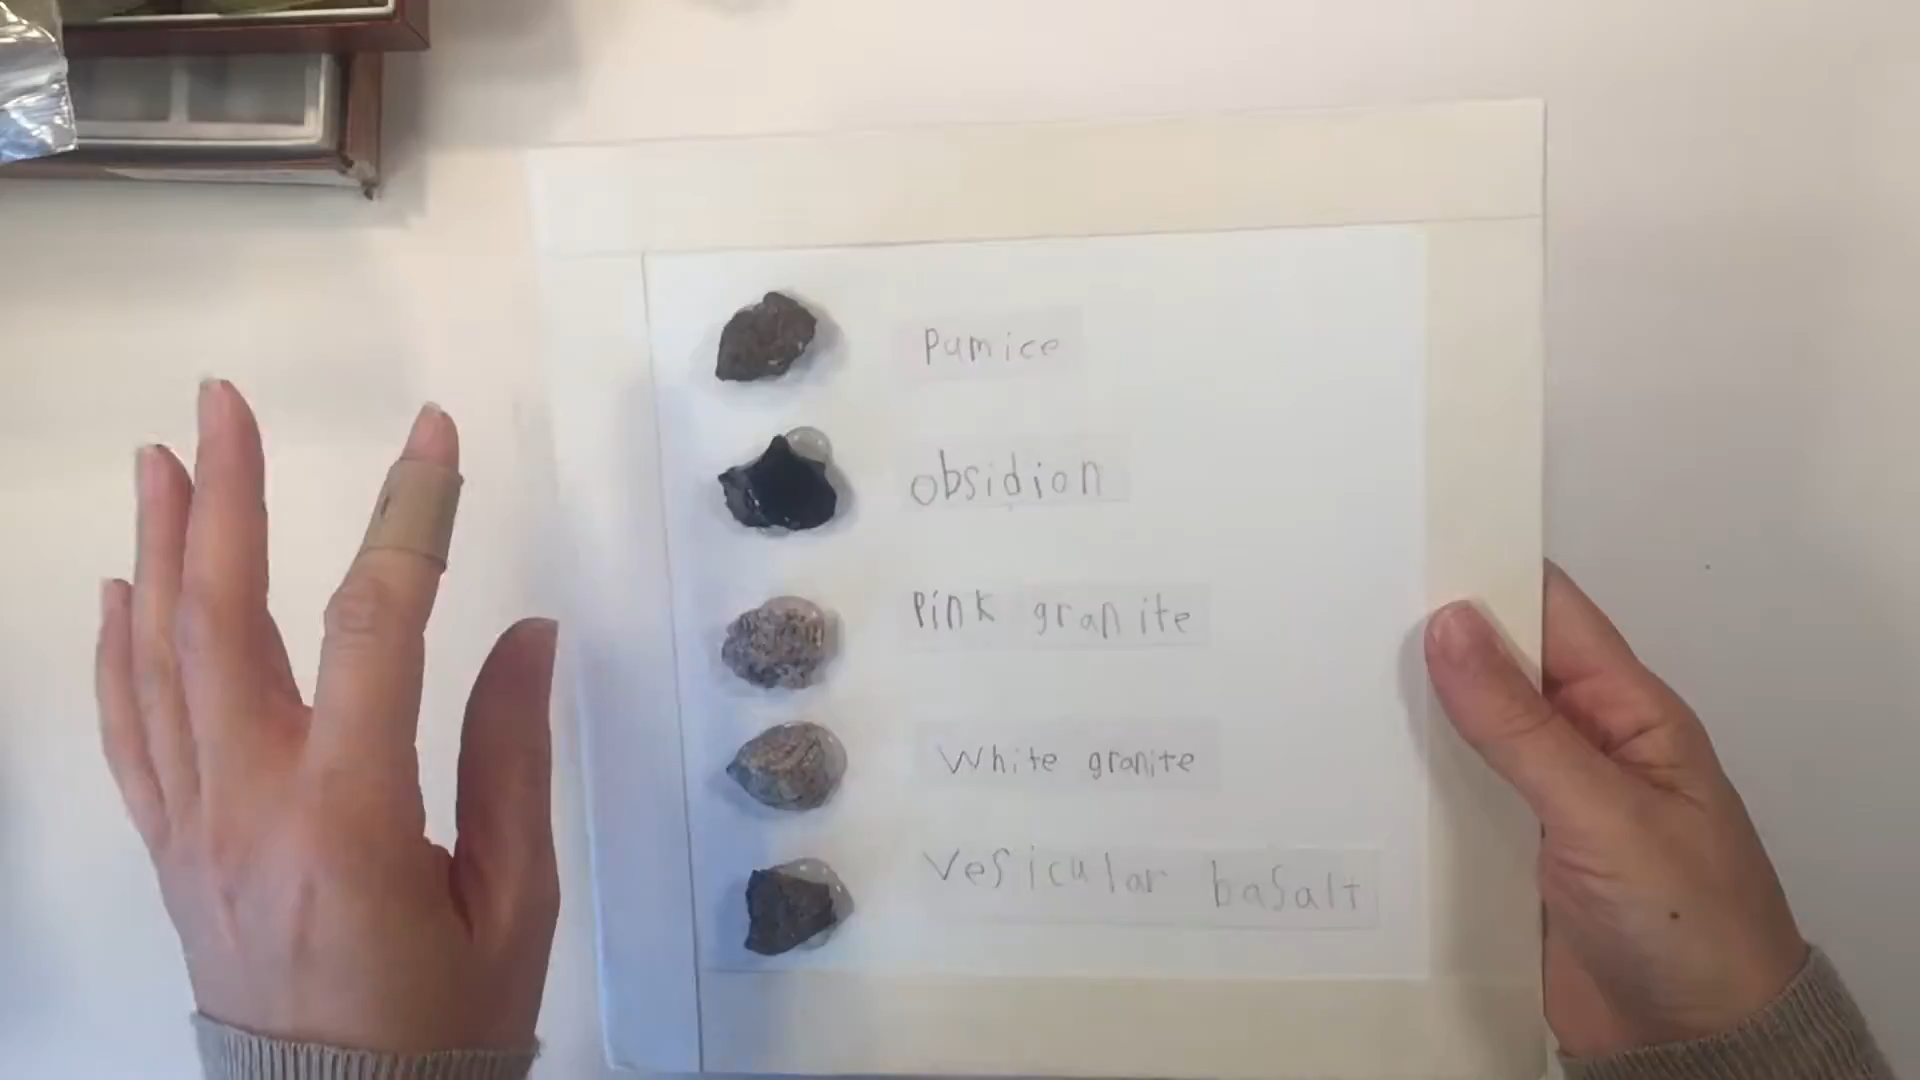 Pumice
obsidion
Pink granite
White granite
Vesicular basalt